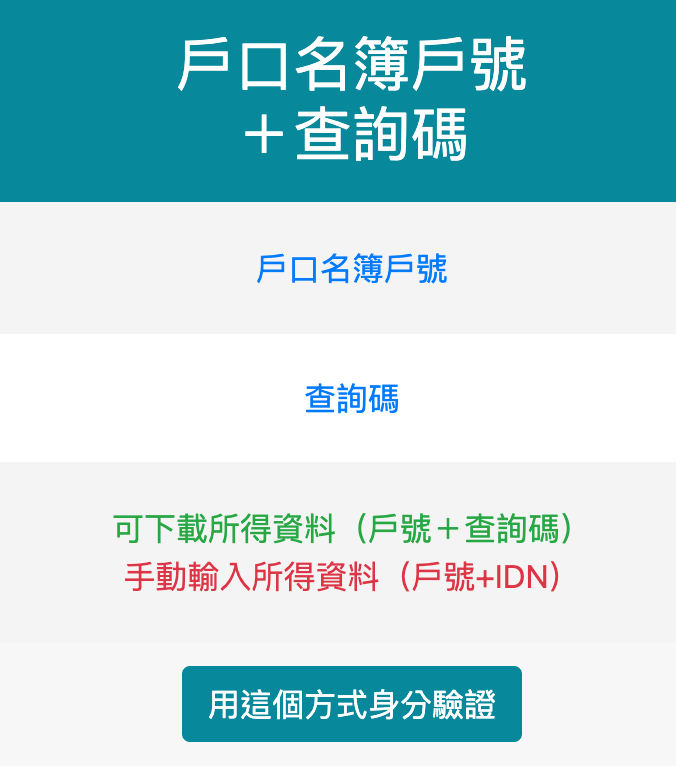 戶口名簿戶號
＋查詢碼
戶口名簿戶號
查詢碼
可下載所得資料（戶號＋查詢碼）
手動輸入所得資料（戶號+IDN）
用這個方式身分驗證